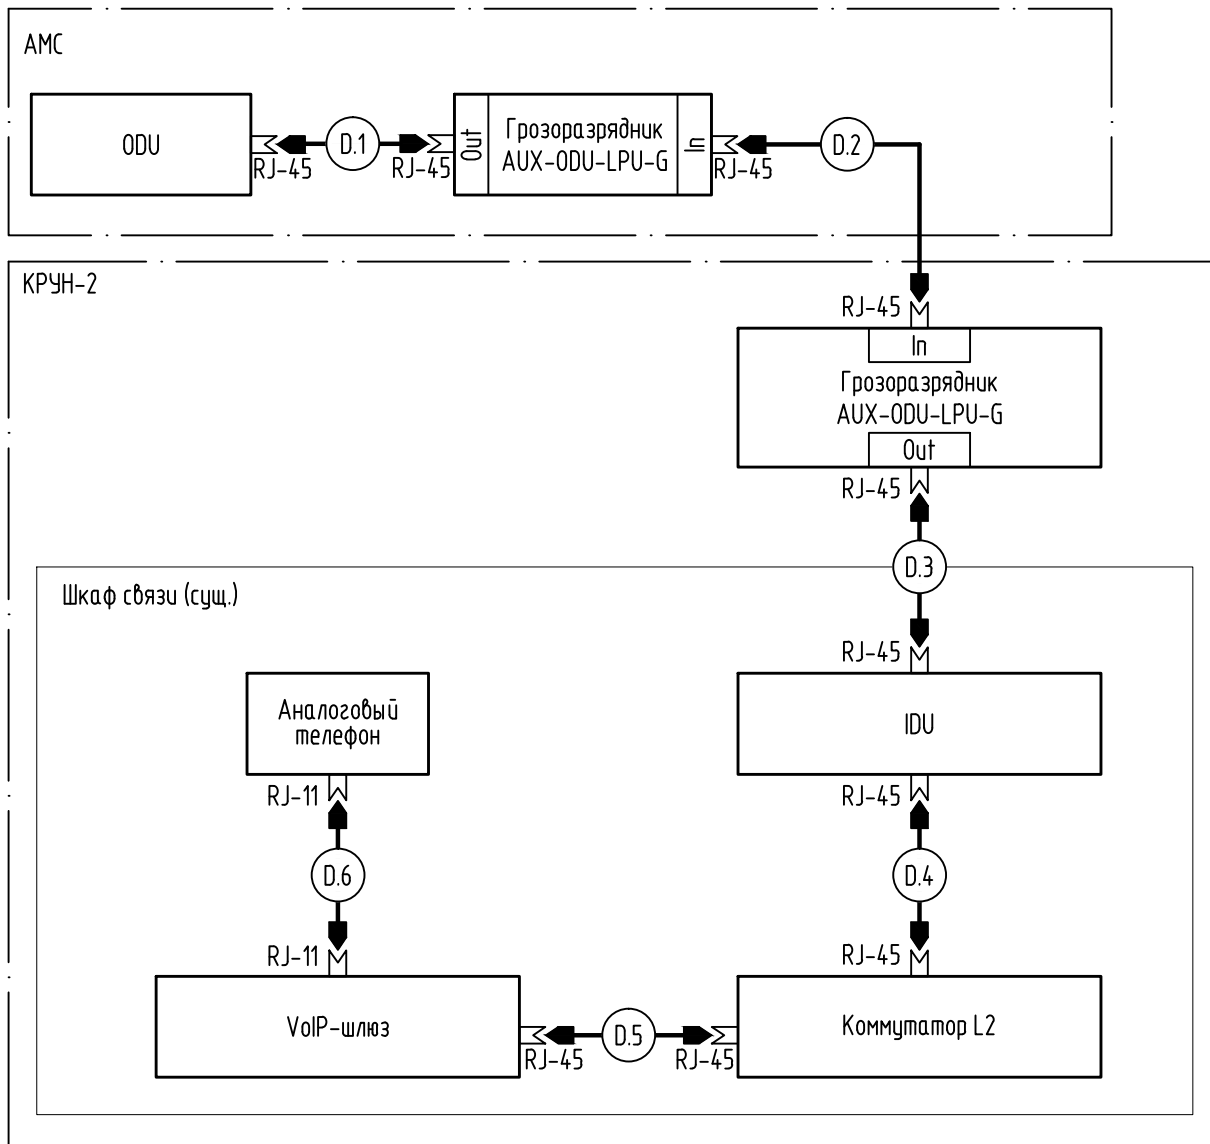 АМС
ODU
RJ-45
D.1
RJ-45
Out
Грозоразрядник
AUX-ODU-LPU-G
In
RJ-45
D.2
КРУН-2
RJ-45
In
Грозоразрядник
AUX-ODU-LPU-G
Out
RJ-45
D.3
Шкаф связи (сущ.)
RJ-45
Аналоговый
телефон
IDU
RJ-11
RJ-45
D.6
D.4
RJ-11
RJ-45
VoIP-шлюз
RJ-45
D.5
RJ-45
Коммутатор L2